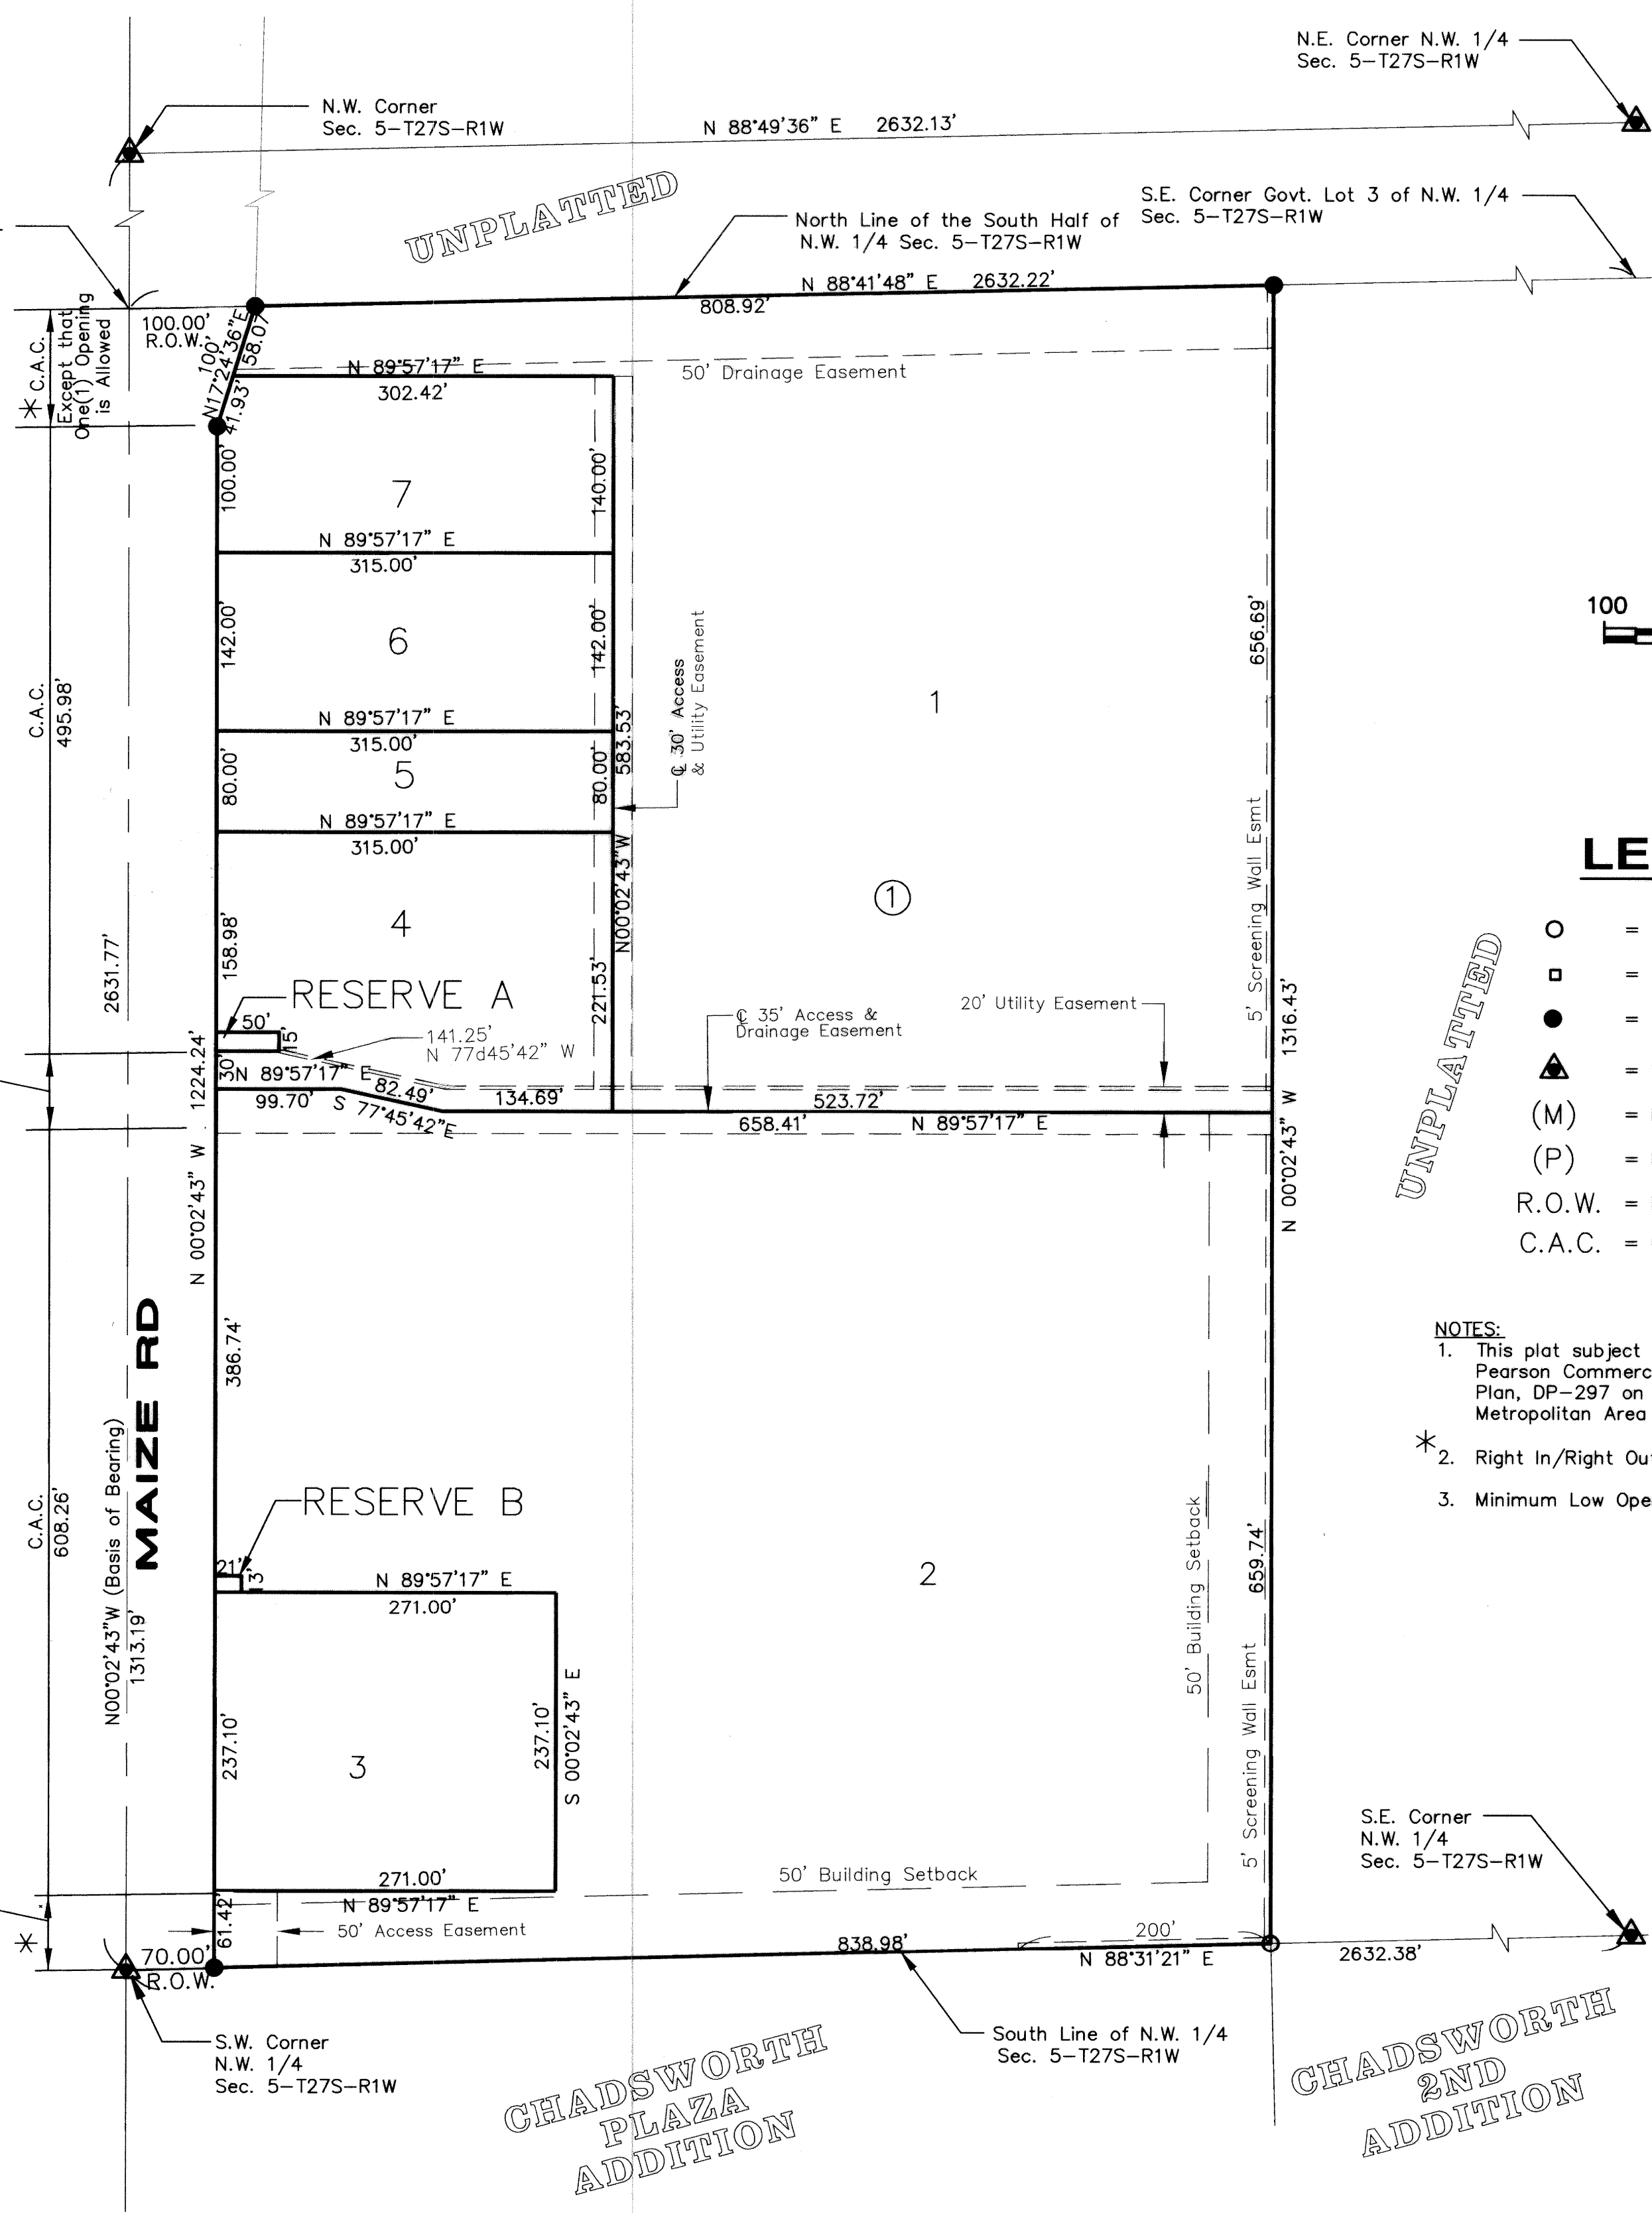 N.E. Corner N.W. 1/4
Sec. 5-T27S-R1W
N.W. Corner
Sec. 5-T27S-R1W
N 88°49'36" E 2632.13'
UNPLATTED
North Line of the South Half of
N.W. 1/4 Sec. 5-T27S-R1W
S.E. Corner Govt. Lot 3 of N.W. 1/4
Sec. 5-T27S-R1W
N 88°41'48" E 2632.22'
808.92'
100.00'
R.O.W.
* C.A.C.
Except that
One(1) Opening
is Allowed
100'
N17°24'36"E
58.07'
41.93'
N 89°57'17" E
302.42'
50' Drainage Easement
100.00'
7
140.00'
N 89°57'17" E
315.00'
142.00'
6
142.00'
N 89°57'17" E
315.00'
80.00'
5
80.00'
583.53'
N 89°57'17" E
315.00'
℄ 30' Access
& Utility Easement
N00°02'43"W
1
①
656.69'
5' Screening Wall Esmt
C.A.C.
495.98'
2631.77'
158.98'
4
221.53'
RESERVE A
50'
15'
30'
141.25'
N 77d45'42" W
℄ 35' Access &
Drainage Easement
20' Utility Easement
1316.43'
N 00°02'43" W
1224.24'
N 00°02'43" W
N 89°57'17" E
99.70'
82.49'
S 77°45'42"E
134.69'
523.72'
658.41'
N 89°57'17" E
UNPLATTED
100
LE
=
=
=
=
(M) =
(P) =
R.O.W. =
C.A.C. =
NOTES:
1. This plat subject
Pearson Commerc
Plan, DP-297 on
Metropolitan Area
* 2. Right In/Right Ou
3. Minimum Low Ope
386.74'
MAIZE RD
N00°02'43"W (Basis of Bearing)
1313.19'
C.A.C.
608.26'
RESERVE B
21'
13'
N 89°57'17" E
271.00'
237.10'
3
237.10'
S 00°02'43" E
271.00'
N 89°57'17" E
2
50' Building Setback
659.74'
5' Screening Wall Esmt
50' Building Setback
61.42'
50' Access Easement
*
70.00'
R.O.W.
838.98'
200'
N 88°31'21" E
2632.38'
S.E. Corner
N.W. 1/4
Sec. 5-T27S-R1W
S.W. Corner
N.W. 1/4
Sec. 5-T27S-R1W
South Line of N.W. 1/4
Sec. 5-T27S-R1W
CHADSWORTH
PLAZA
ADDITION
CHADSWORTH
2ND
ADDITION